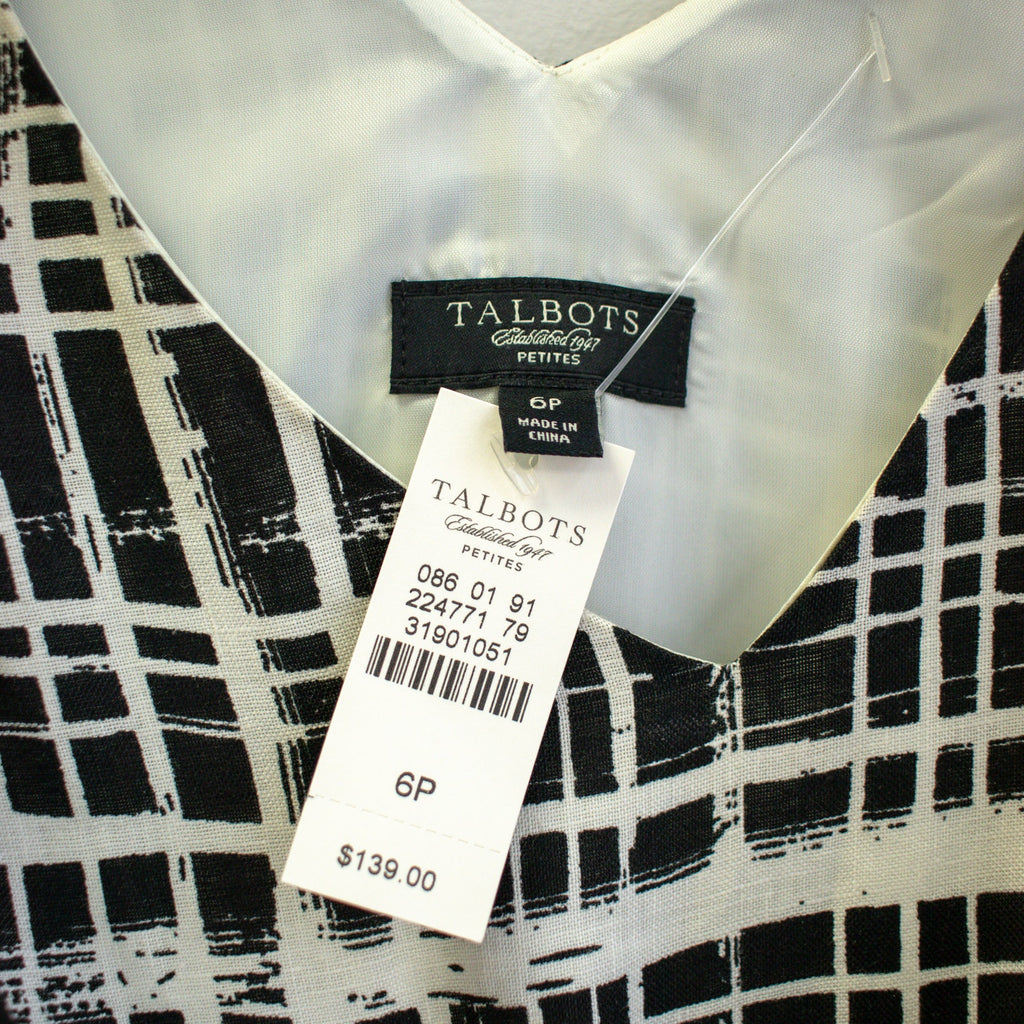 TALBOTS
Established 1947
PETITES
6P
MADE IN
CHINA
TALBOTS
Established 1947
PETITES
086 01 91
224771 79
31901051
6P
$139.00